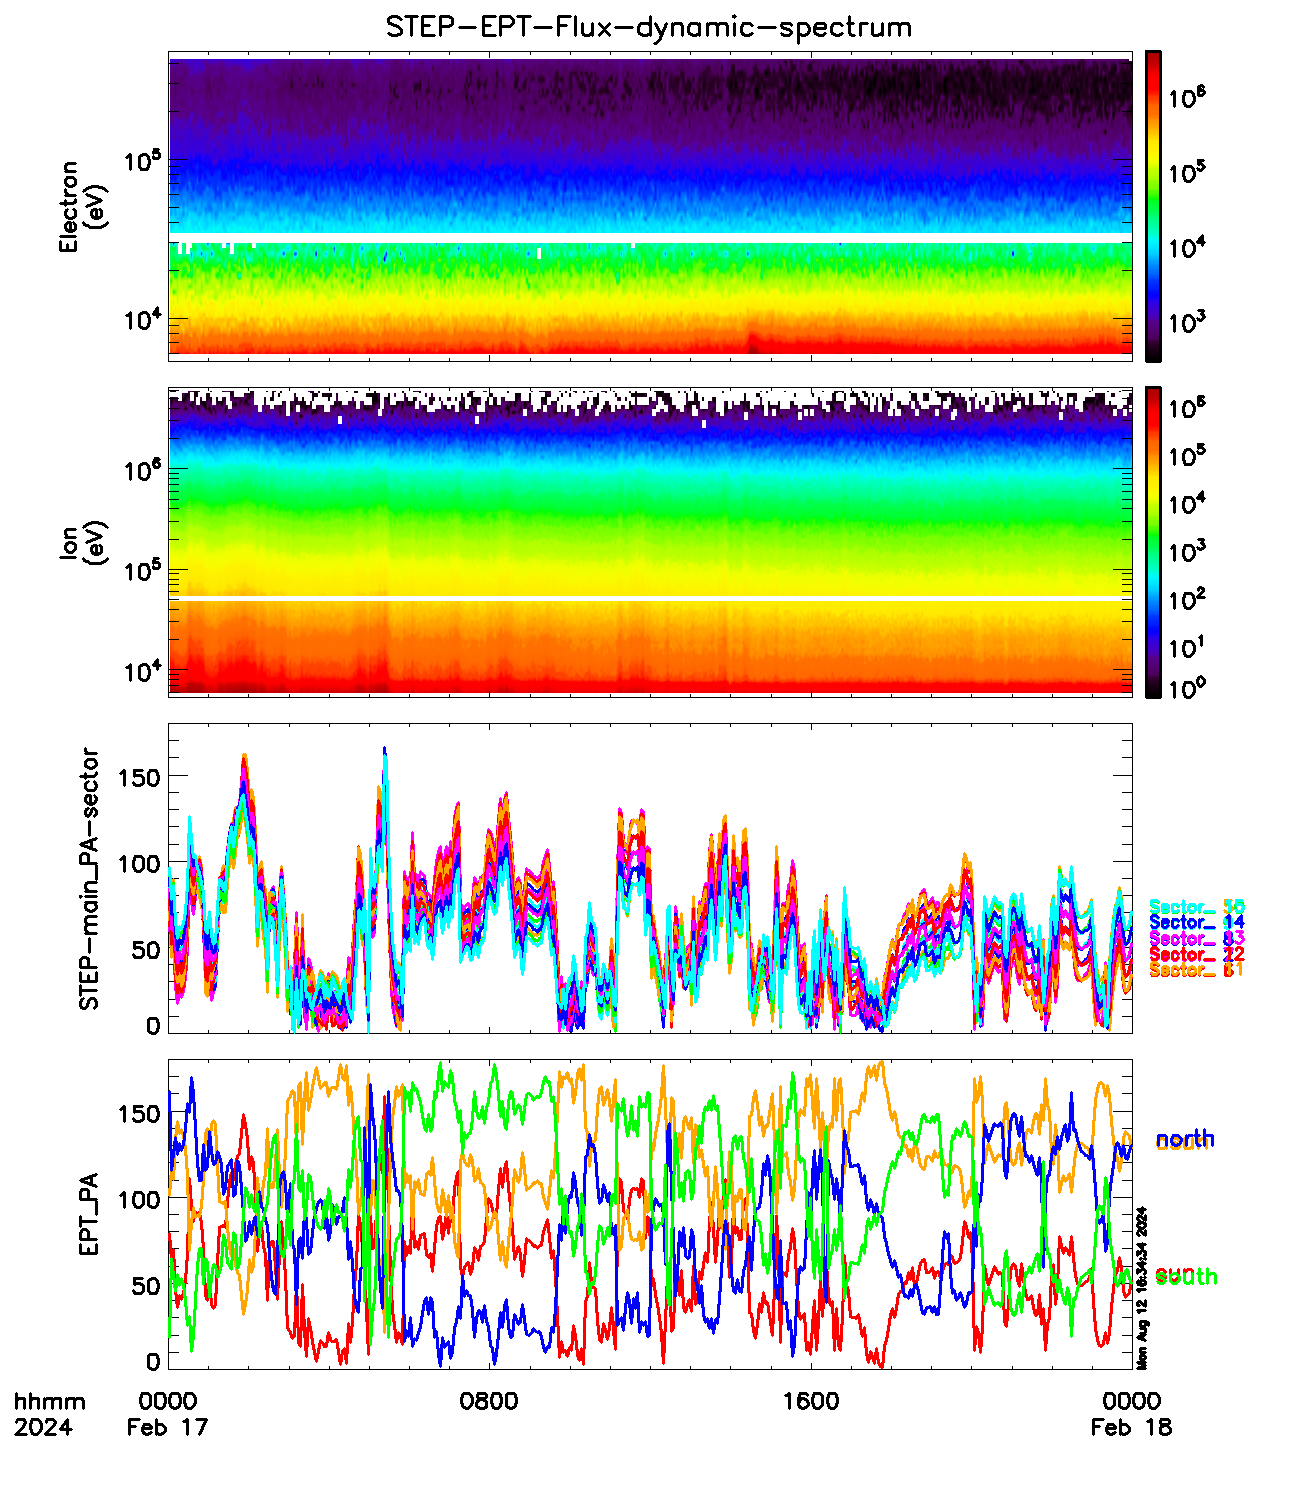 STEP-EPT-Flux-dynamic-spectrum
Electron
(eV)
10^5
10^4
10^6
10^5
10^4
10^3
Ion
(eV)
10^6
10^5
10^4
10^6
10^5
10^4
10^3
10^2
10^1
10^0
STEP-main_PA-sector
150
100
50
0
Sector_
Sector_ 14
Sector_
Sector_
Sector_
EPT_PA
150
100
50
0
north
sun
south
Mon Aug 12 16:34:34 2024
hhmm 0000 0800 1600 0000
2024 Feb 17 Feb 18